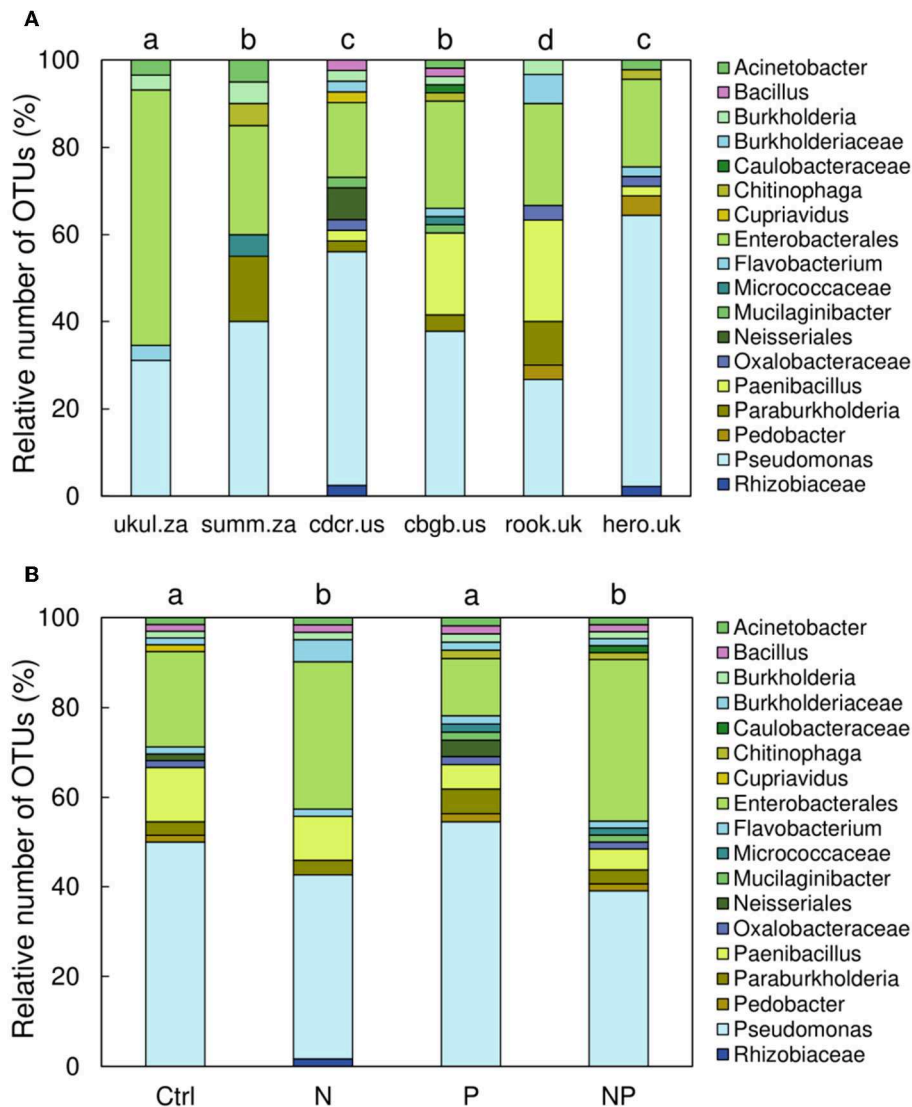 A
a b c b d c
Relative number of OTUs (%)
100
80
60
40
20
0
ukul.za summ.za cdcr.us cbgb.us rook.uk hero.uk
Acinetobacter
Bacillus
Burkholderia
Burkholderiaceae
Caulobacteraceae
Chitinophaga
Cupriavidus
Enterobacterales
Flavobacterium
Micrococcaceae
Mucilaginibacter
Neisseriales
Oxalobacteraceae
Paenibacillus
Paraburkholderia
Pedobacter
Pseudomonas
Rhizobiaceae
B
a b a b
Relative number of OTUs (%)
100
80
60
40
20
0
Ctrl N P NP
Acinetobacter
Bacillus
Burkholderia
Burkholderiaceae
Caulobacteraceae
Chitinophaga
Cupriavidus
Enterobacterales
Flavobacterium
Micrococcaceae
Mucilaginibacter
Neisseriales
Oxalobacteraceae
Paenibacillus
Paraburkholderia
Pedobacter
Pseudomonas
Rhizobiaceae